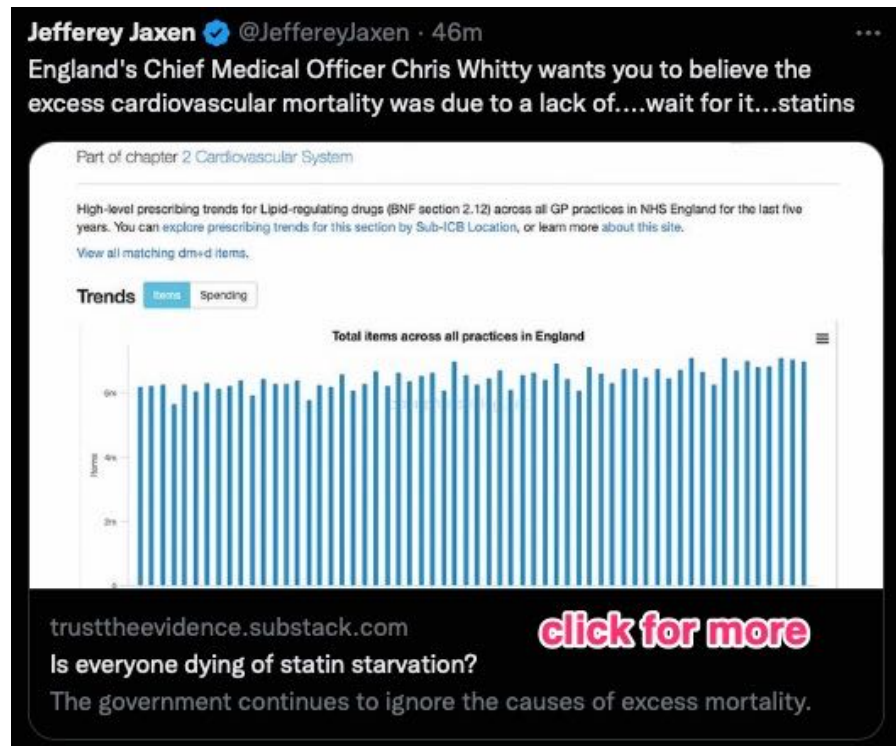 Jefferey Jaxen @JeffereyJaxen · 46m
England's Chief Medical Officer Chris Whitty wants you to believe the
excess cardiovascular mortality was due to a lack of....wait for it...statins
Part of chapter 2 Cardiovascular System
High-level prescribing trends for Lipid-regulating drugs (BNF section 2.12) across all GP practices in NHS England for the last five
years. You can explore prescribing trends for this section by Sub-ICB Location, or learn more about this site.
View all matching dm+d items.
Trends Items Spending
Total items across all practices in England
6m
4m
Items
2m
0
trusttheevidence.substack.com
click for more
Is everyone dying of statin starvation?
The government continues to ignore the causes of excess mortality.